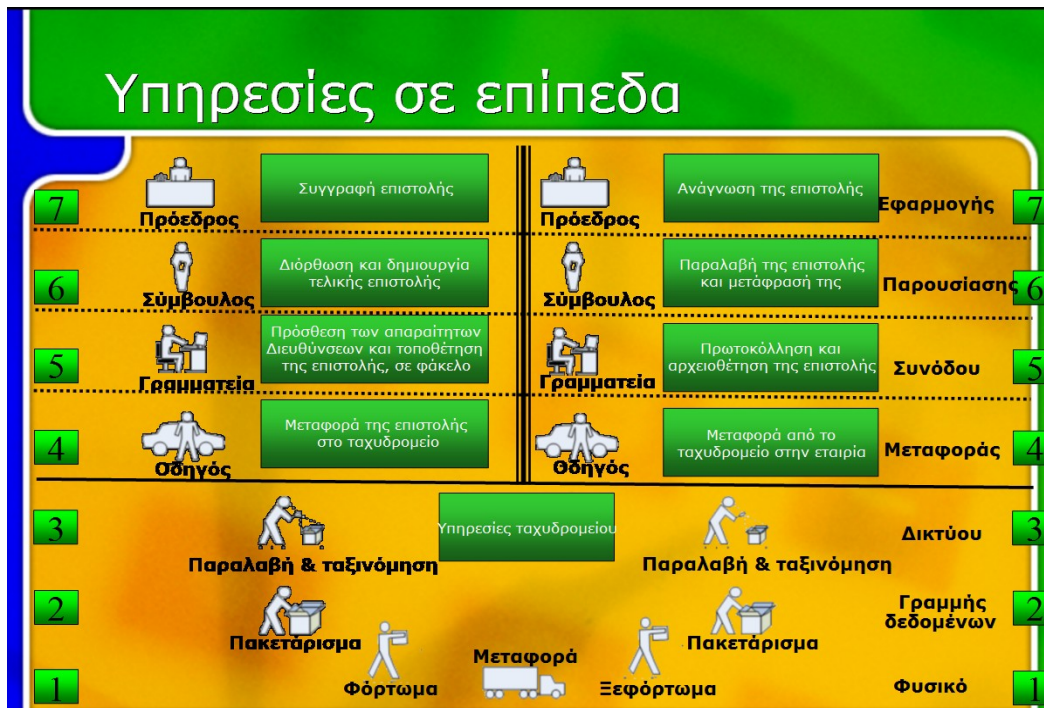 Υπηρεσίες σε επίπεδα
7
Πρόεδρος
Συγγραφή επιστολής
Πρόεδρος
Ανάγνωση της επιστολής
Εφαρμογής
7
6
Σύμβουλος
Διόρθωση και δημιουργία
τελικής επιστολής
Σύμβουλος
Παραλαβή της επιστολής
και μετάφρασή της
Παρουσίασης
6
5
Γραμματεία
Πρόσθεση των απαραίτητων
Διευθύνσεων και τοποθέτηση
της επιστολής, σε φάκελο
Γραμματεία
Πρωτοκόλληση και
αρχειοθέτηση της επιστολής
Συνόδου
5
4
Οδηγός
Μεταφορά της επιστολής
στο ταχυδρομείο
Οδηγός
Μεταφορά από το
ταχυδρομείο στην εταιρία
Μεταφοράς
4
3
Παραλαβή & ταξινόμηση
Υπηρεσίες ταχυδρομείου
Παραλαβή & ταξινόμηση
Δικτύου
3
2
Πακετάρισμα
Πακετάρισμα
Γραμμής
δεδομένων
2
1
Φόρτωμα
Μεταφορά
Ξεφόρτωμα
Φυσικό
1